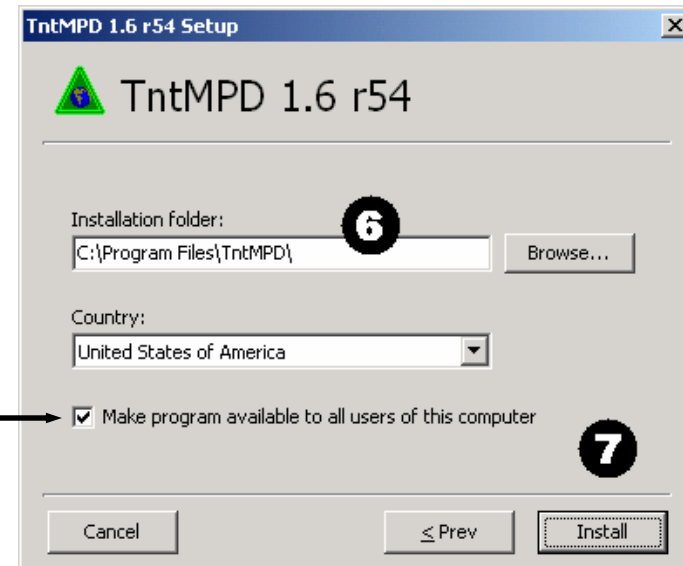 TntMPD 1.6 r54 Setup
TntMPD 1.6 r54
Installation folder:
6
C:\Program Files\TntMPD\
Browse...
Country:
United States of America
Make program available to all users of this computer
7
Cancel
< Prev
Install